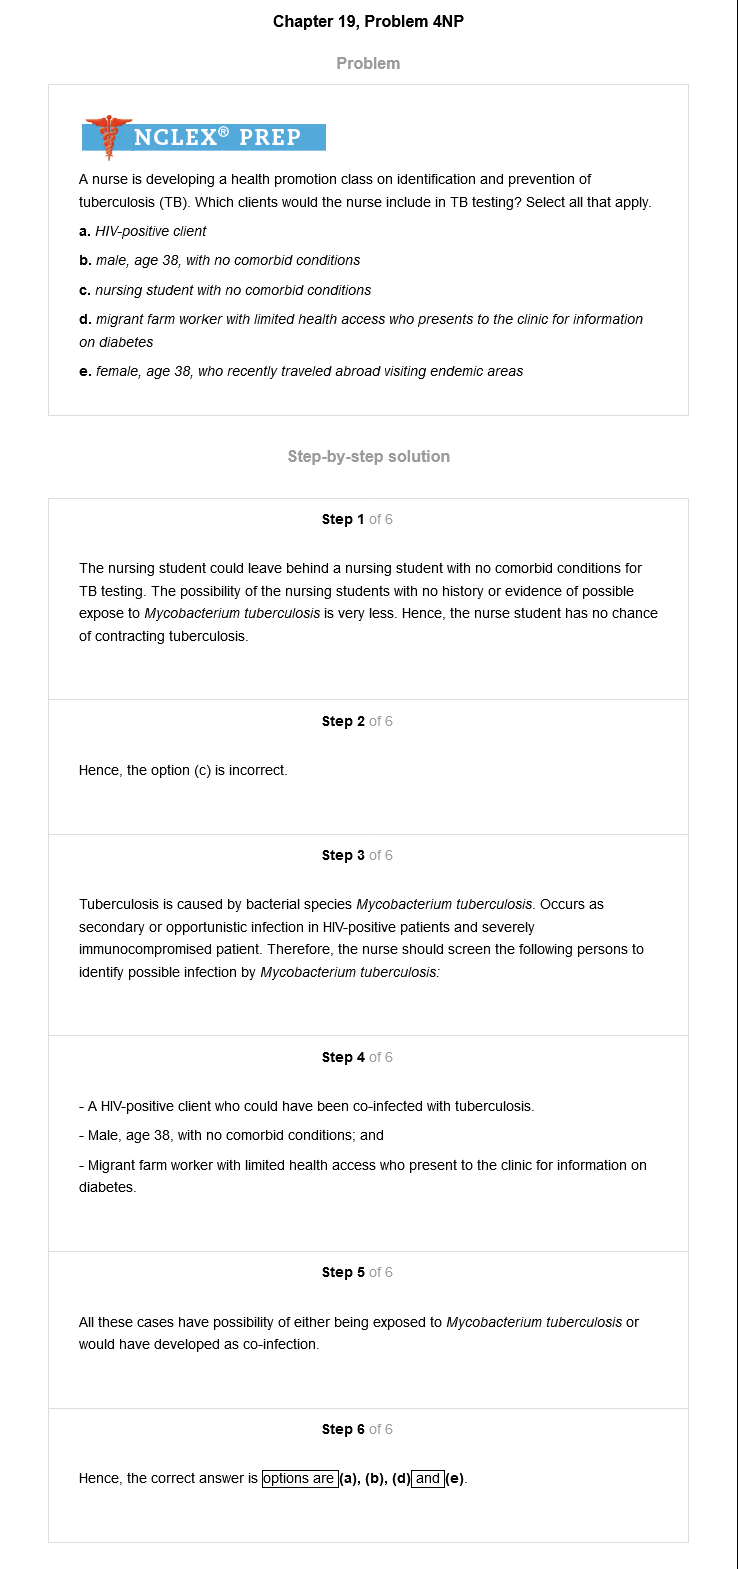 Chapter 19, Problem 4NP
Problem
NCLEX® PREP
A nurse is developing a health promotion class on identification and prevention of
tuberculosis (TB). Which clients would the nurse include in TB testing? Select all that apply.
a. HIV-positive client
b. male, age 38, with no comorbid conditions
c. nursing student with no comorbid conditions
d. migrant farm worker with limited health access who presents to the clinic for information
on diabetes
e. female, age 38, who recently traveled abroad visiting endemic areas
Step-by-step solution
Step 1 of 6
The nursing student could leave behind a nursing student with no comorbid conditions for
TB testing. The possibility of the nursing students with no history or evidence of possible
expose to Mycobacterium tuberculosis is very less. Hence, the nurse student has no chance
of contracting tuberculosis.
Step 2 of 6
Hence, the option (c) is incorrect.
Step 3 of 6
Tuberculosis is caused by bacterial species Mycobacterium tuberculosis. Occurs as
secondary or opportunistic infection in HIV-positive patients and severely
immunocompromised patient. Therefore, the nurse should screen the following persons to
identify possible infection by Mycobacterium tuberculosis:
Step 4 of 6
- A HIV-positive client who could have been co-infected with tuberculosis.
- Male, age 38, with no comorbid conditions; and
- Migrant farm worker with limited health access who present to the clinic for information on
diabetes.
Step 5 of 6
All these cases have possibility of either being exposed to Mycobacterium tuberculosis or
would have developed as co-infection.
Step 6 of 6
Hence, the correct answer is options are (a), (b), (d) and (e).